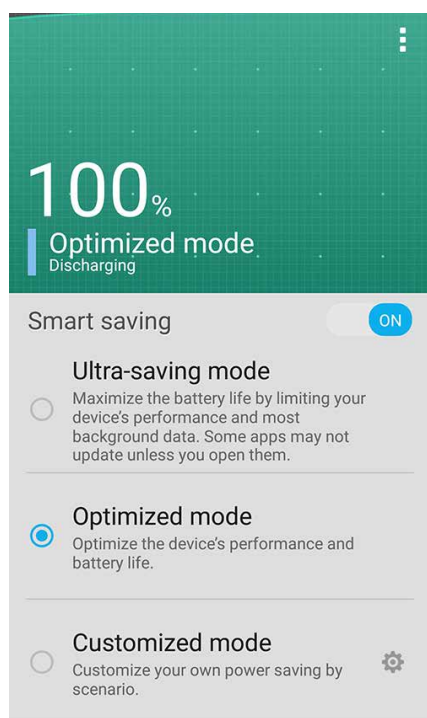 100%
Optimized mode
Discharging
Smart saving
ON
Ultra-saving mode
Maximize the battery life by limiting your
device's performance and most
background data. Some apps may not
update unless you open them.
Optimized mode
Optimize the device's performance and
battery life.
Customized mode
Customize your own power saving by
scenario.